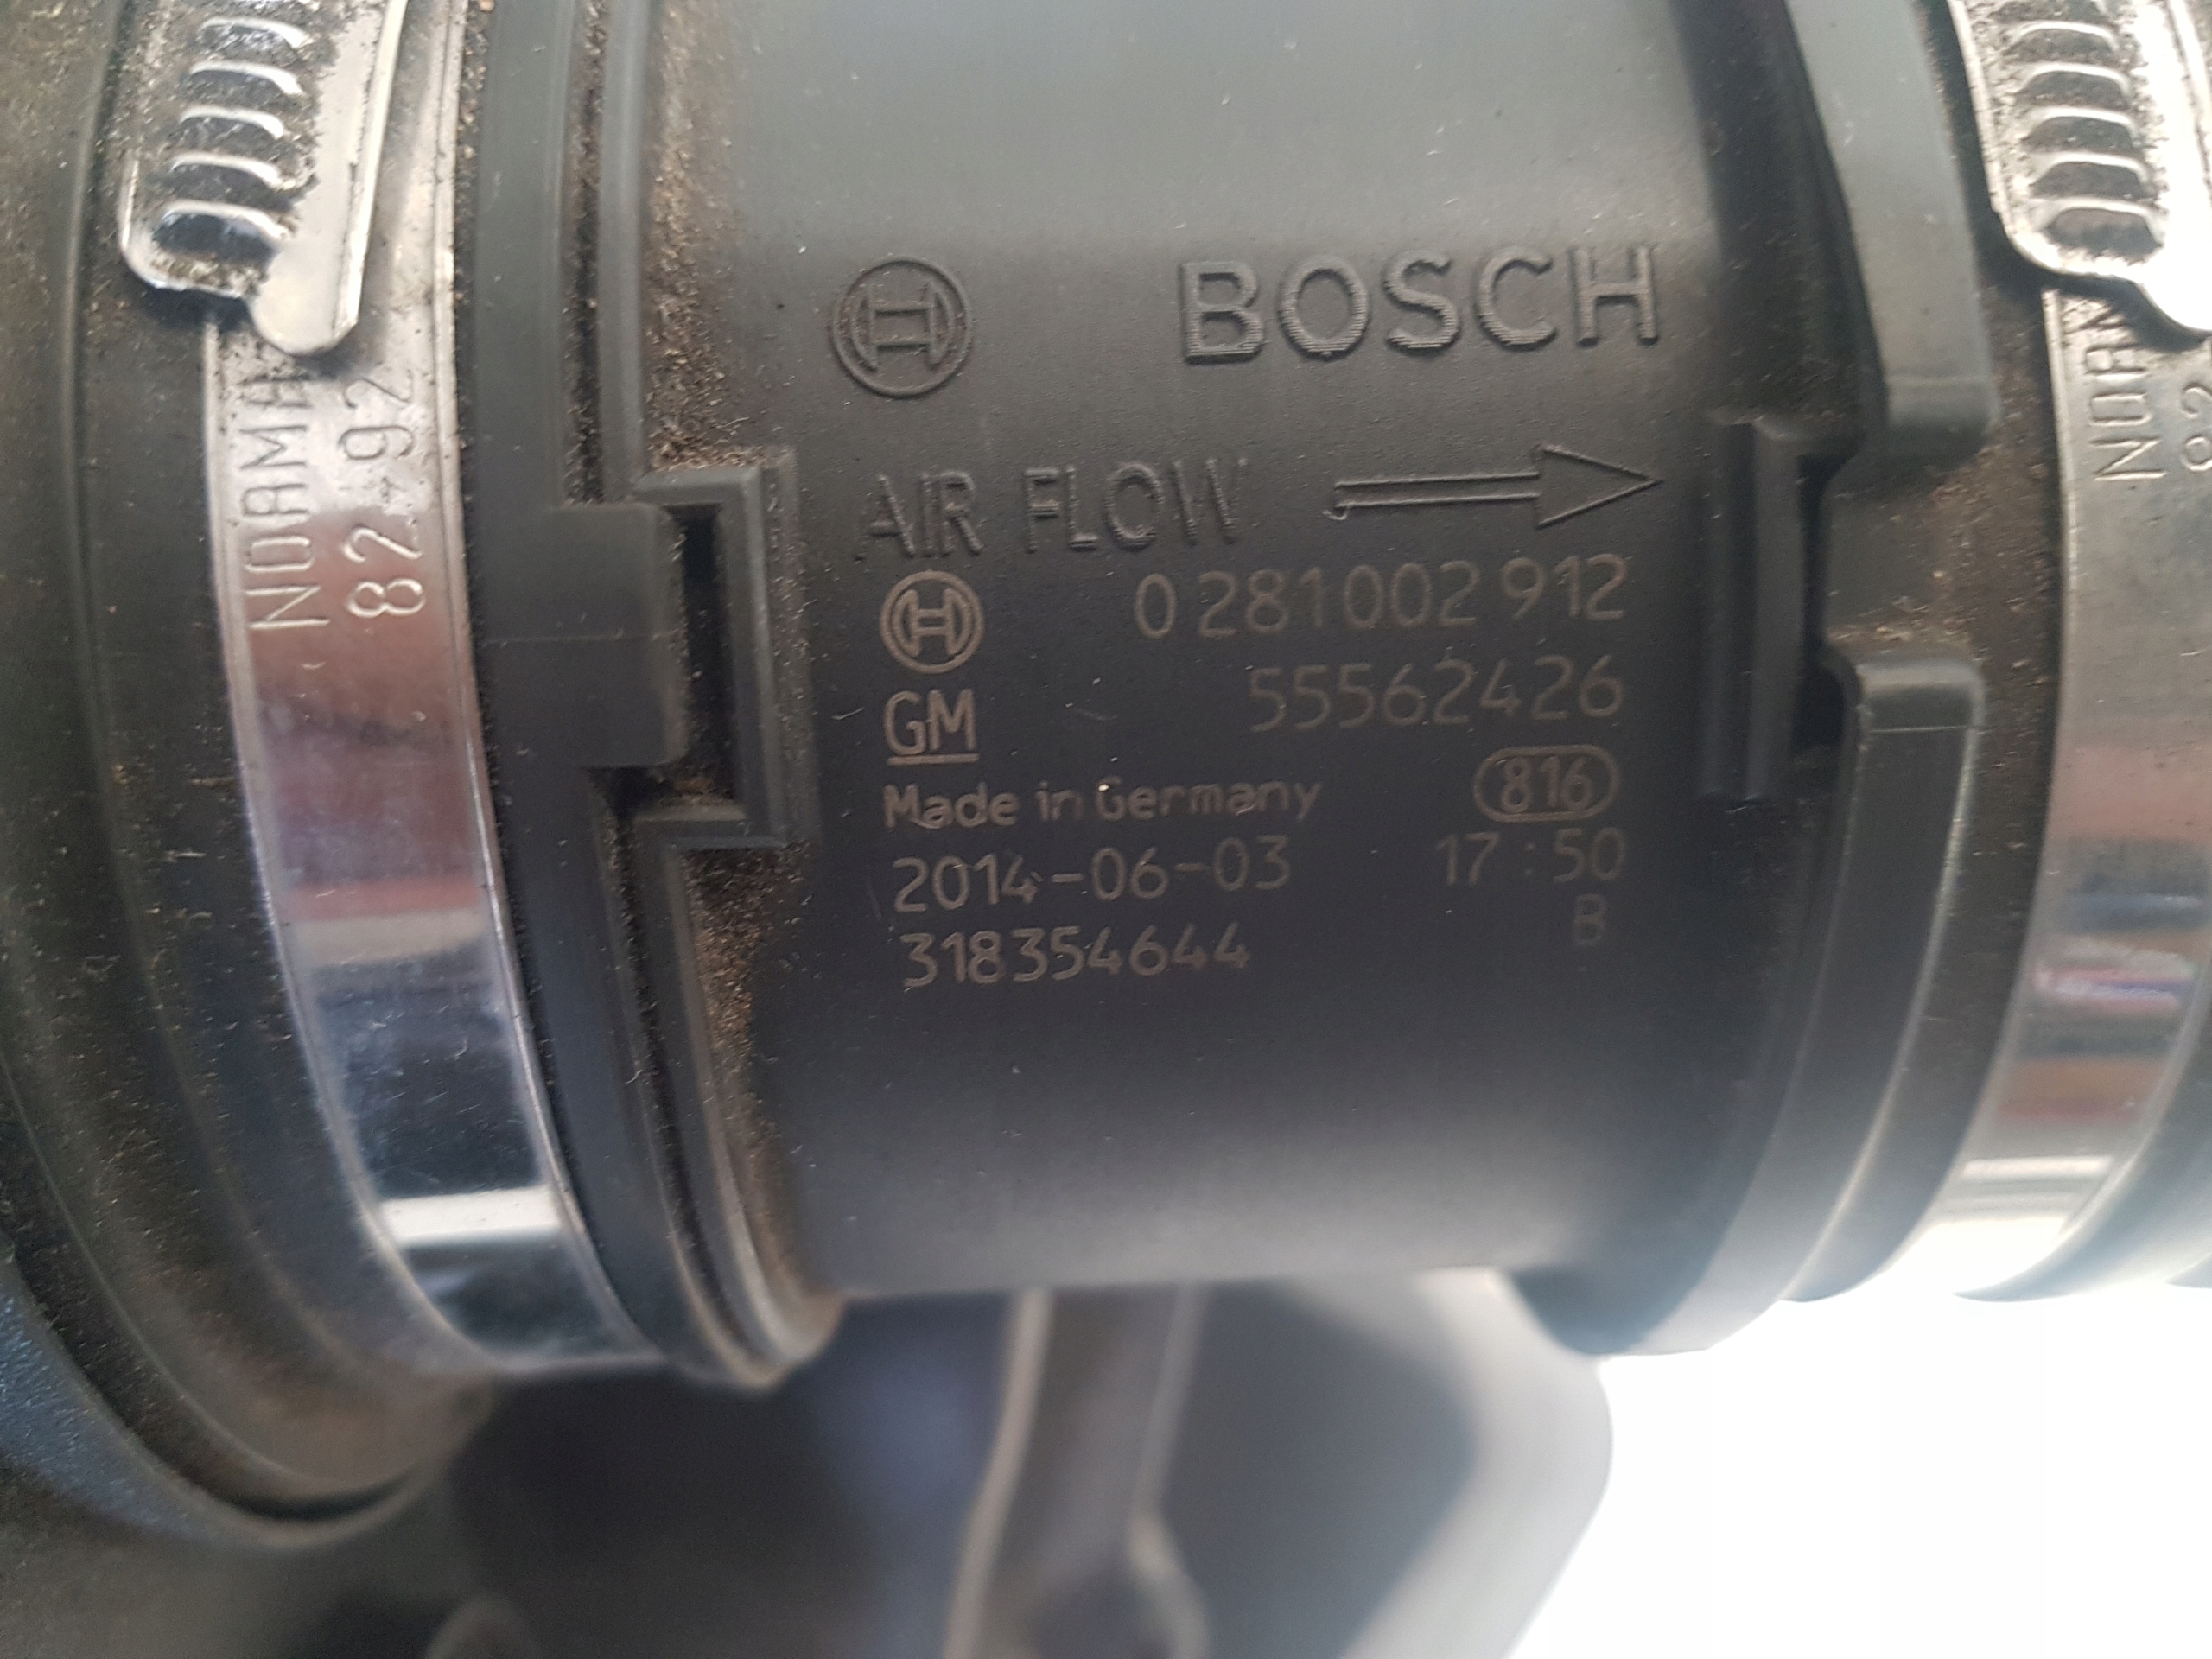 BOSCH
AIR FLOW
0 281 002 912
55562426
GM
816
Made in Germany
2014-06-03 17:50
B
318354644
NORMA
82-92